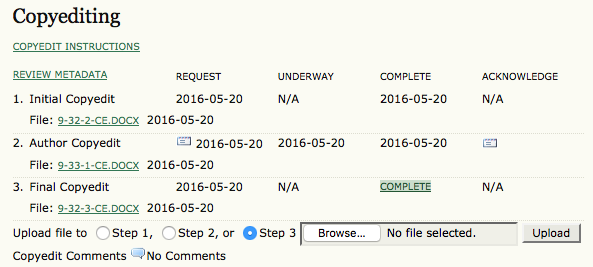 Copyediting
COPYEDIT INSTRUCTIONS
REVIEW METADATA REQUEST UNDERWAY COMPLETE ACKNOWLEDGE
1. Initial Copyedit 2016-05-20 N/A 2016-05-20 N/A
File: 9-32-2-CE.DOCX 2016-05-20
2. Author Copyedit 2016-05-20 2016-05-20 2016-05-20
File: 9-33-1-CE.DOCX 2016-05-20
3. Final Copyedit 2016-05-20 N/A COMPLETE N/A
File: 9-32-3-CE.DOCX 2016-05-20
Upload file to Step 1, Step 2, or Step 3 Browse... No file selected. Upload
Copyedit Comments No Comments